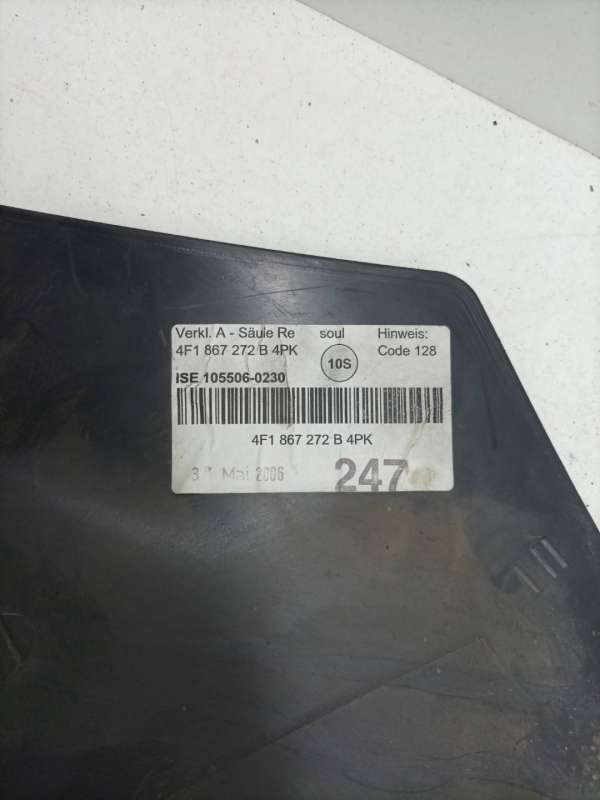 Verkl. A - Säule Re soul Hinweis:
4F1 867 272 B 4PK 10S Code 128
ISE 105506-0230
4F1 867 272 B 4PK
Mai 2006 247